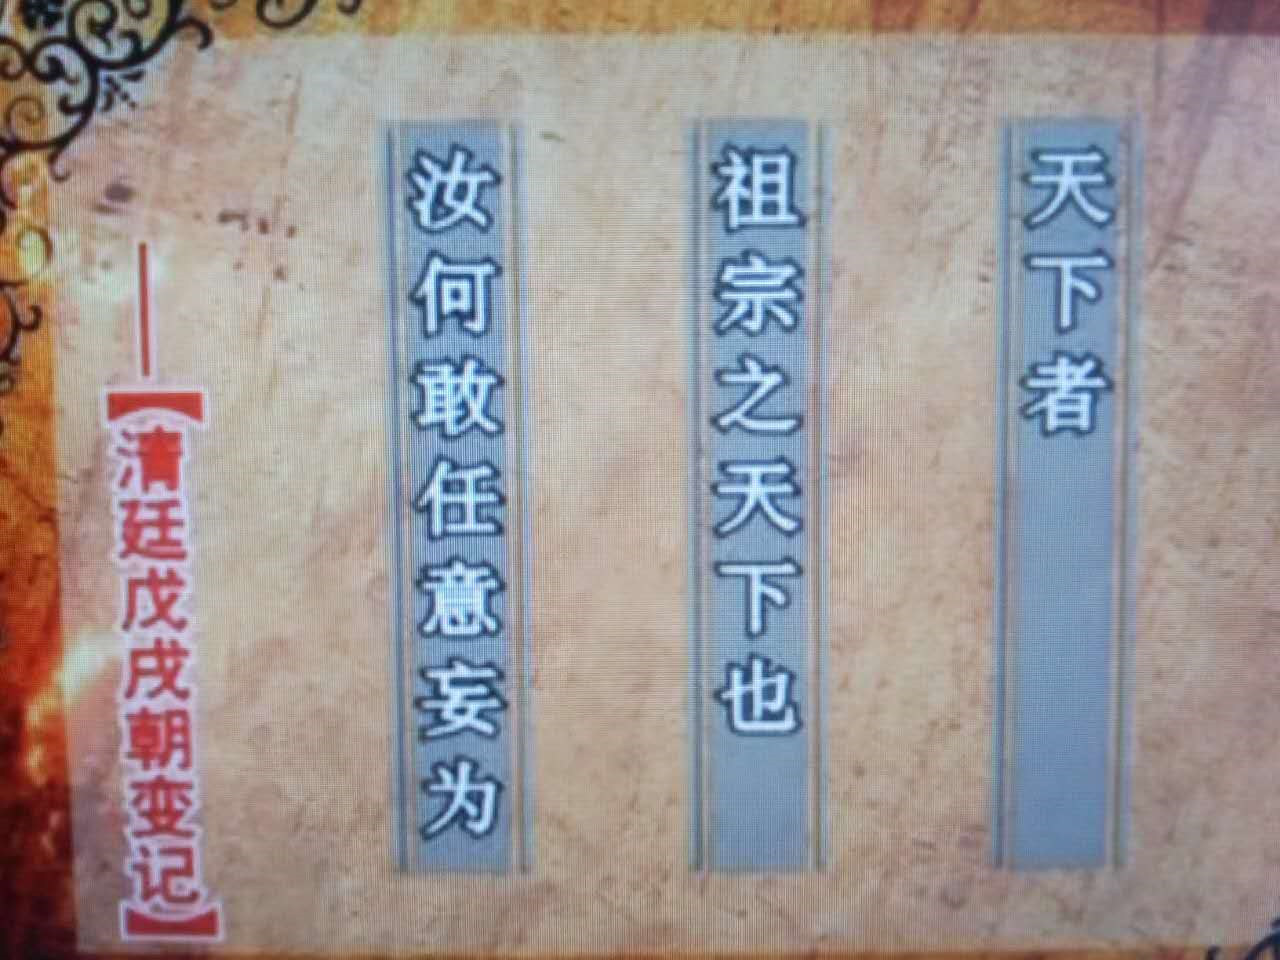 天下者
祖宗之天下也
汝何敢任意妄为
——【清廷戊戌朝变记】